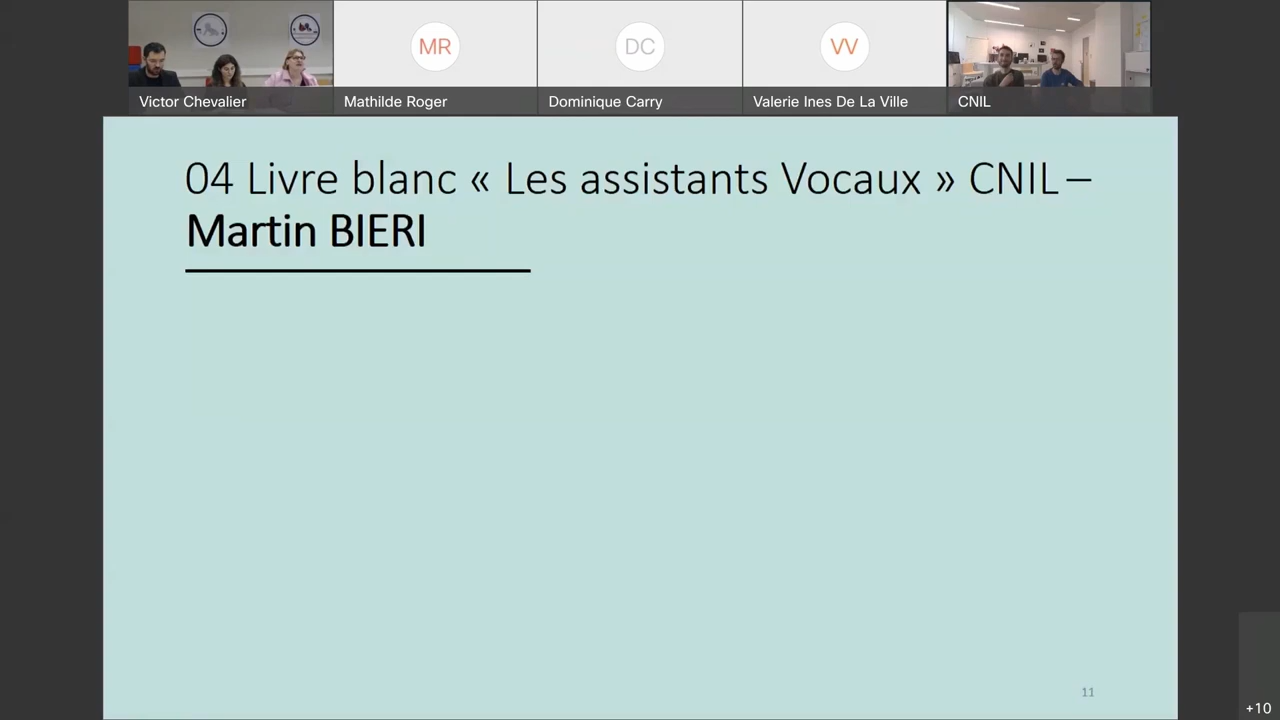 MR
DC
VV
Victor Chevalier
Mathilde Roger
Dominique Carry
Valerie Ines De La Ville
CNIL
04 Livre blanc « Les assistants Vocaux » CNIL –
Martin BIERI
11
+10